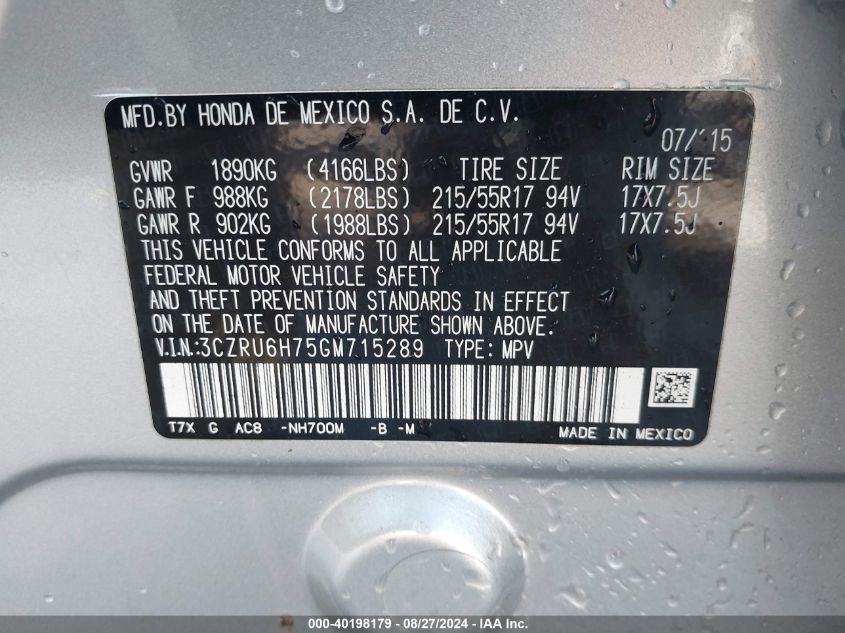 MFD.BY HONDA DE MEXICO S.A. DE C.V.
07/'15
GVWR 1890KG (4166LBS) TIRE SIZE RIM SIZE
GAWR F 988KG (2178LBS) 215/55R17 94V 17X7.5J
GAWR R 902KG (1988LBS) 215/55R17 94V 17X7.5J
THIS VEHICLE CONFORMS TO ALL APPLICABLE
FEDERAL MOTOR VEHICLE SAFETY
AND THEFT PREVENTION STANDARDS IN EFFECT
ON THE DATE OF MANUFACTURE SHOWN ABOVE.
V.I.N.:3CZRU6H75GM715289 TYPE: MPV
T7X G AC8 -NH700M -B -M
MADE IN MEXICO
000-40198179 - 08/27/2024 - IAA Inc.